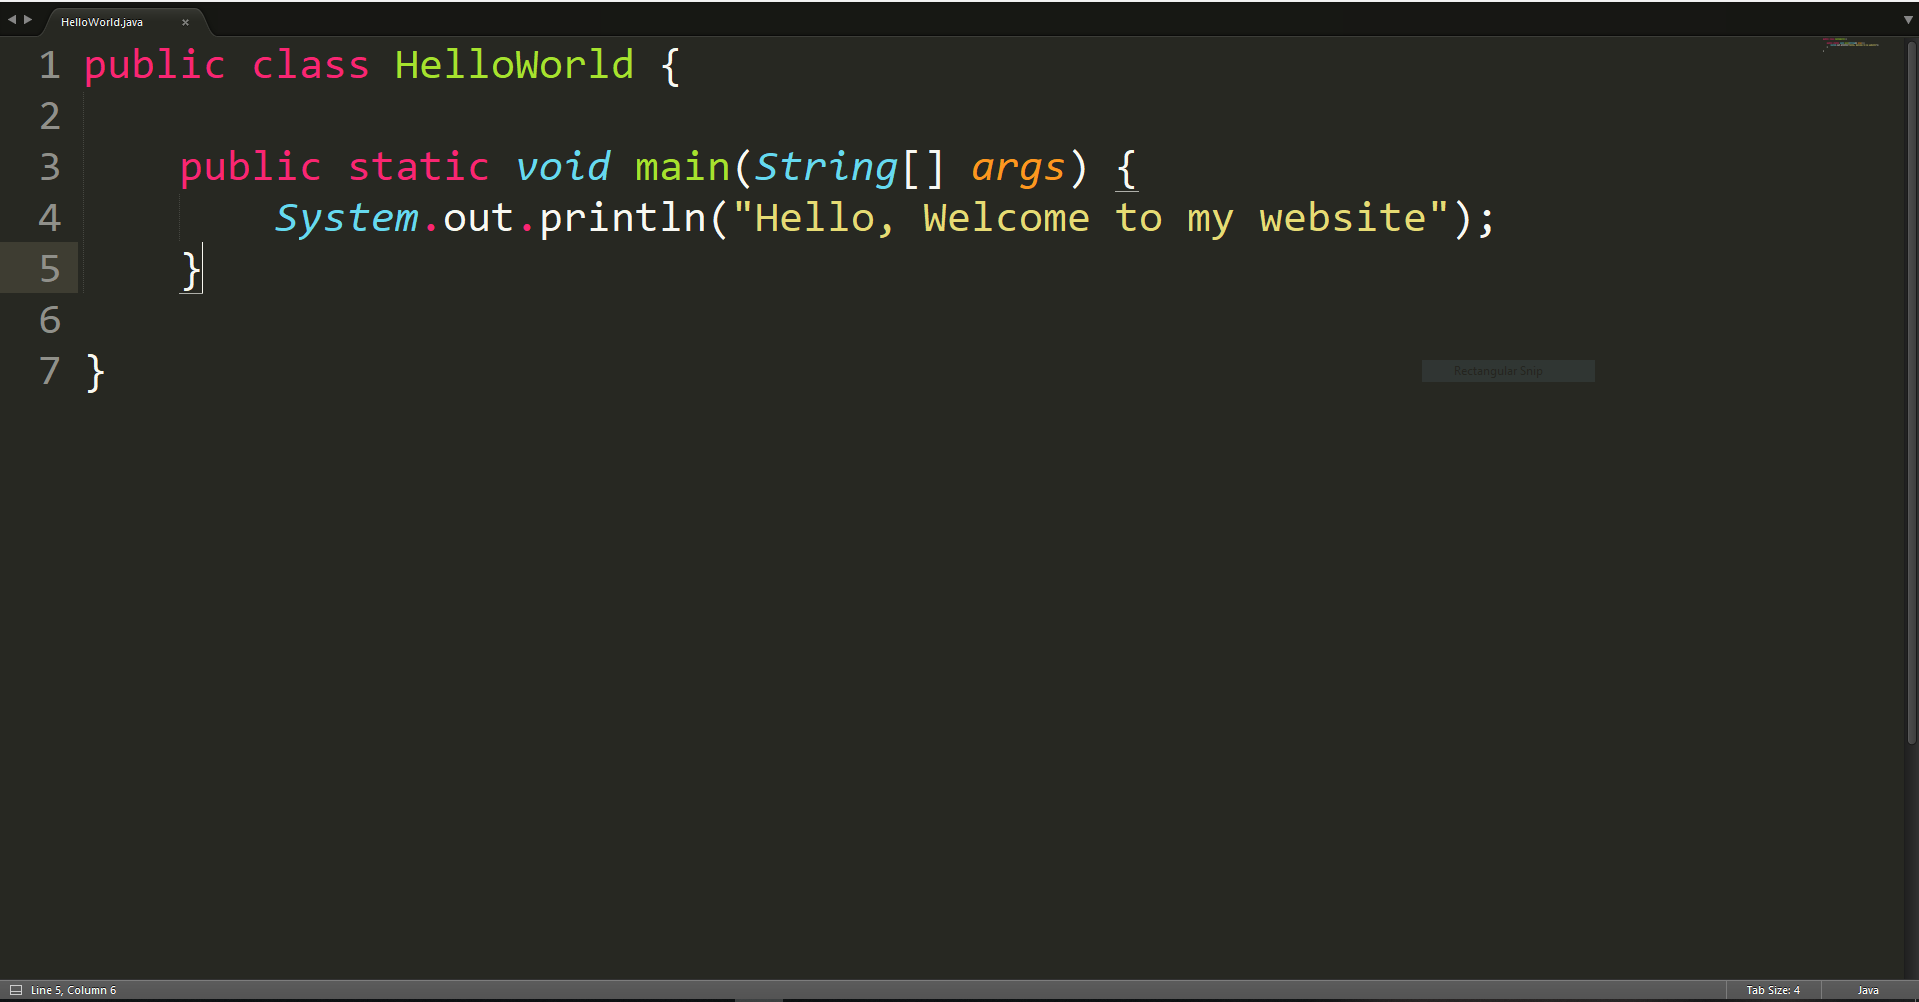 HelloWorld.java ×
1 public class HelloWorld {
2
3     public static void main(String[] args) {
4         System.out.println("Hello, Welcome to my website");
5     }
6
7 }
Rectangular Snip
Line 5, Column 6 Tab Size: 4 Java